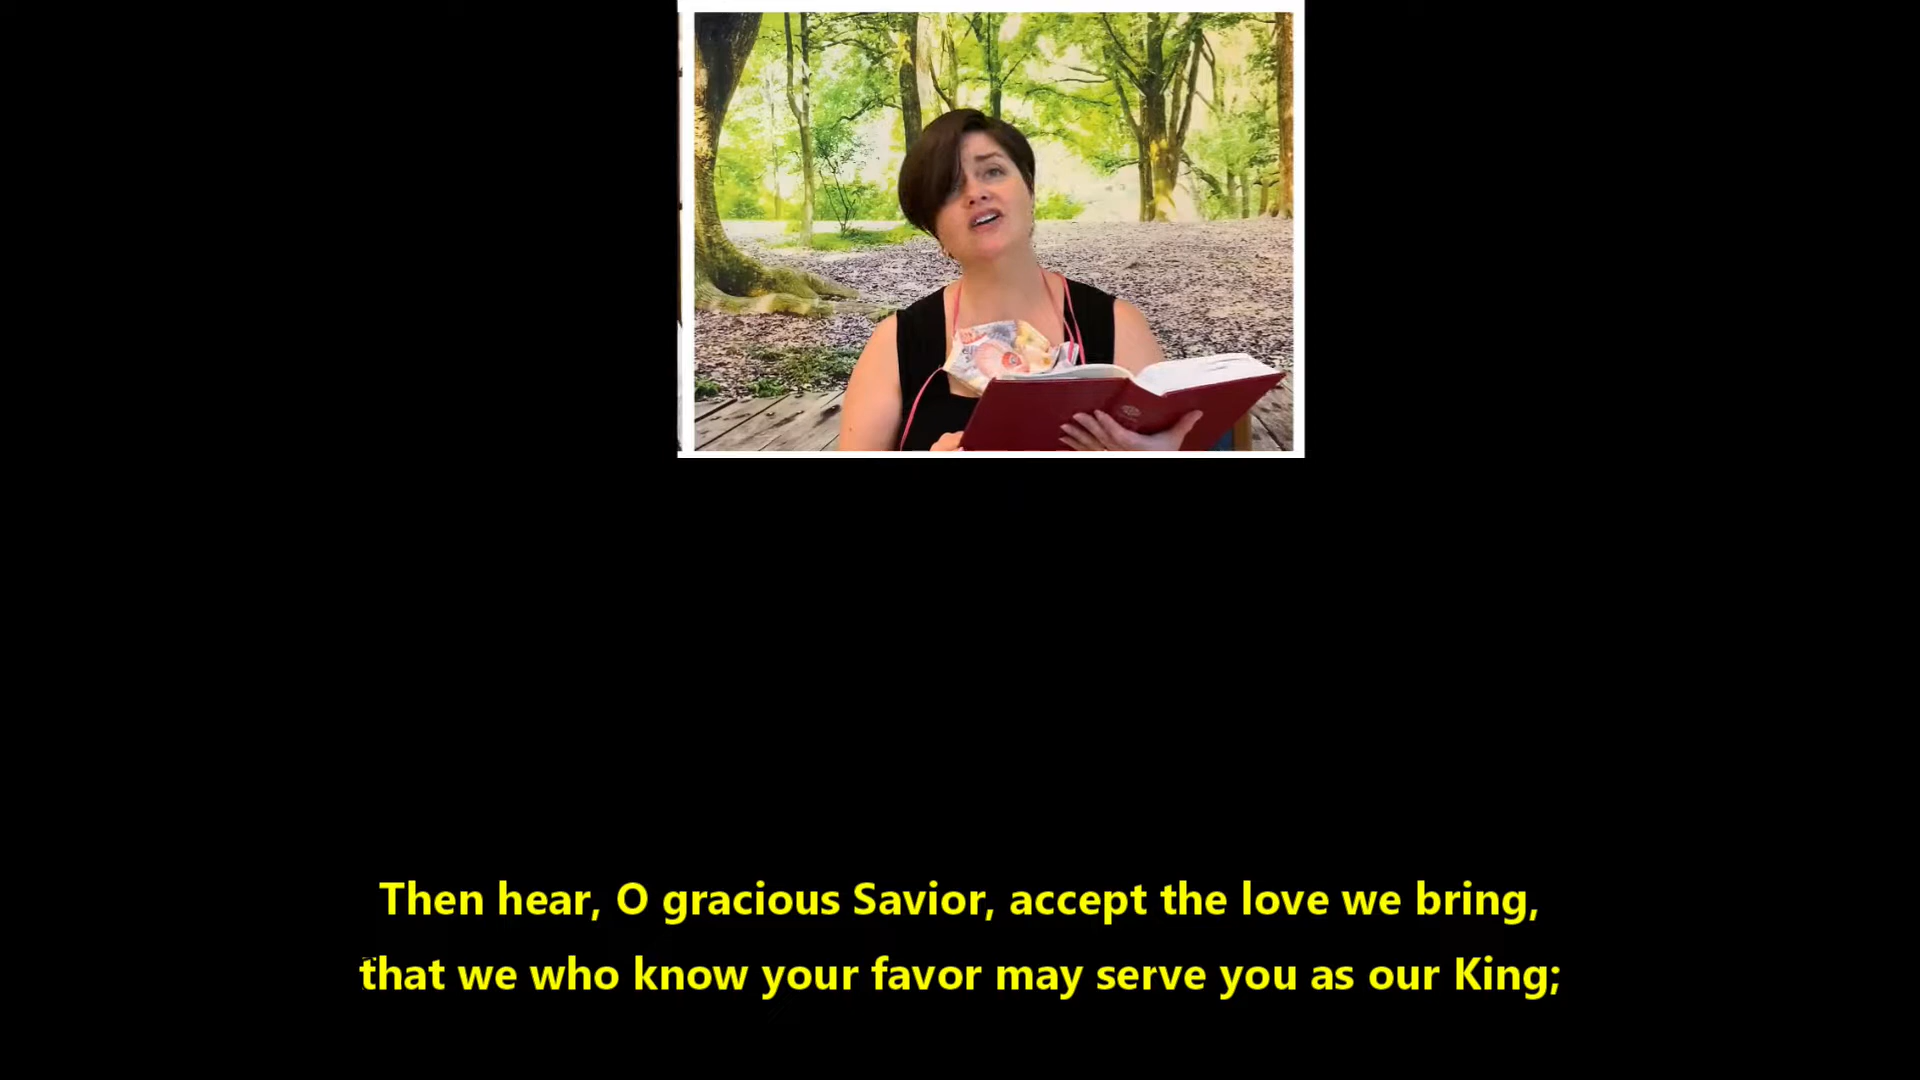 Then hear, O gracious Savior, accept the love we bring,
that we who know your favor may serve you as our King;